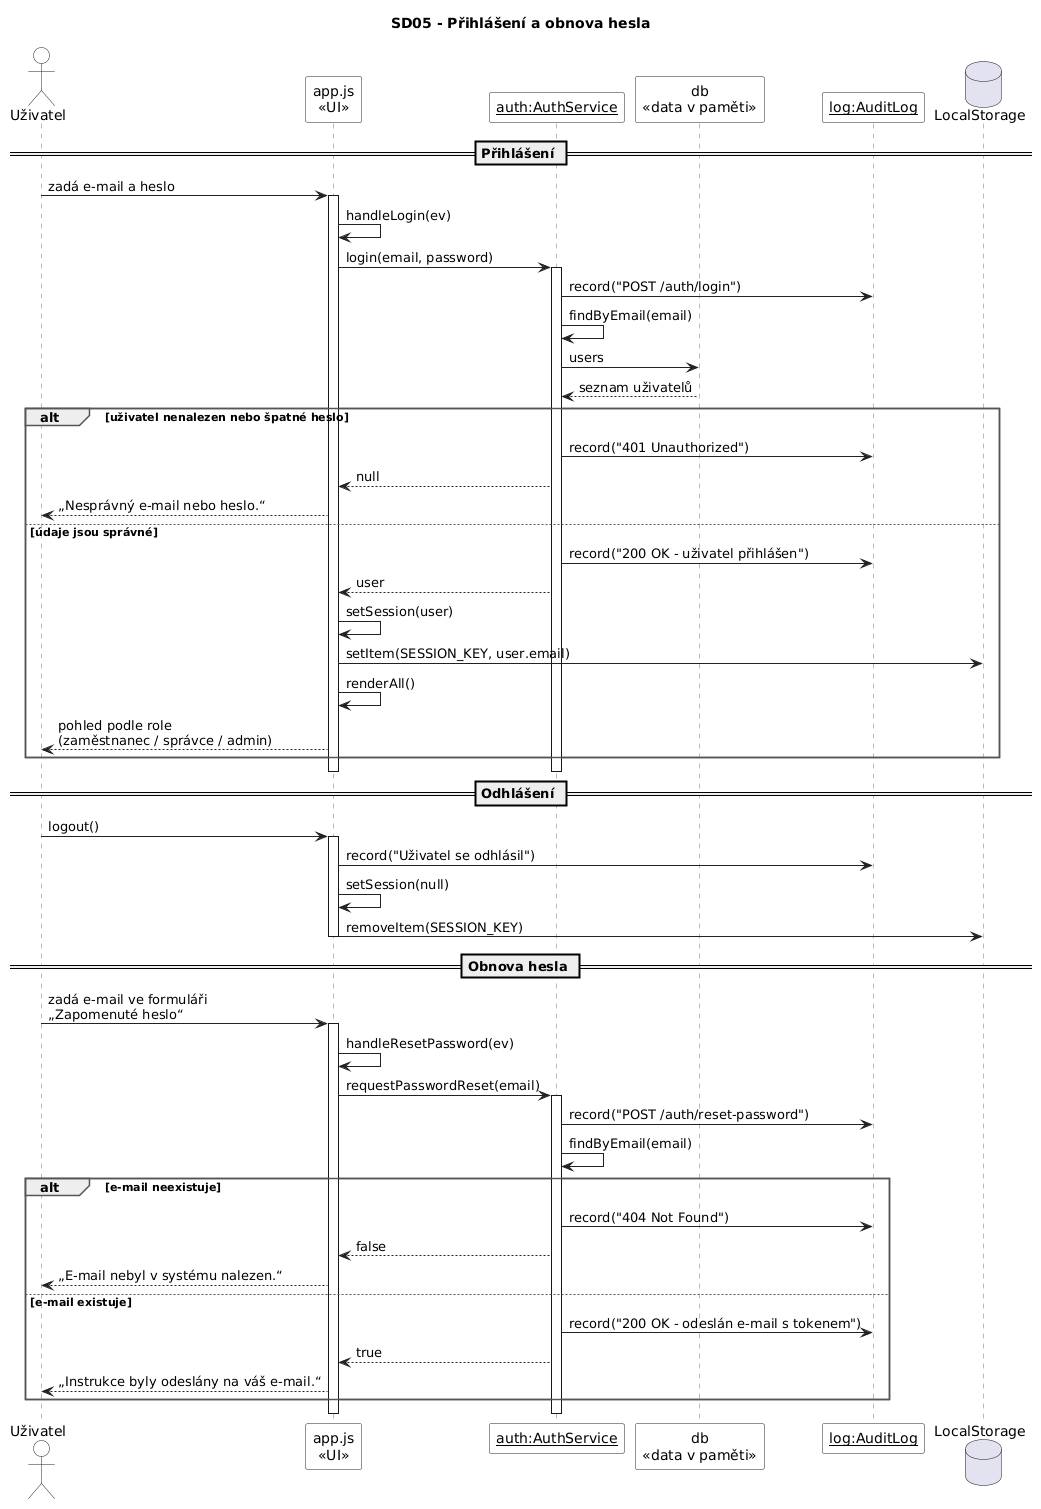 SD05 - Přihlášení a obnova hesla
Uživatel
app.js
«UI»
auth:AuthService
db
«data v paměti»
log:AuditLog
LocalStorage
Přihlášení
zadá e-mail a heslo
handleLogin(ev)
login(email, password)
record("POST /auth/login")
findByEmail(email)
users
seznam uživatelů
alt [uživatel nenalezen nebo špatné heslo]
record("401 Unauthorized")
null
„Nesprávný e-mail nebo heslo.“
[údaje jsou správné]
record("200 OK - uživatel přihlášen")
user
setSession(user)
setItem(SESSION_KEY, user.email)
renderAll()
pohled podle role
(zaměstnanec / správce / admin)
Odhlášení
logout()
record("Uživatel se odhlásil")
setSession(null)
removeItem(SESSION_KEY)
Obnova hesla
zadá e-mail ve formuláři
„Zapomenuté heslo“
handleResetPassword(ev)
requestPasswordReset(email)
record("POST /auth/reset-password")
findByEmail(email)
alt [e-mail neexistuje]
record("404 Not Found")
false
„E-mail nebyl v systému nalezen.“
[e-mail existuje]
record("200 OK - odeslán e-mail s tokenem")
true
„Instrukce byly odeslány na váš e-mail.“
Uživatel
app.js
«UI»
auth:AuthService
db
«data v paměti»
log:AuditLog
LocalStorage